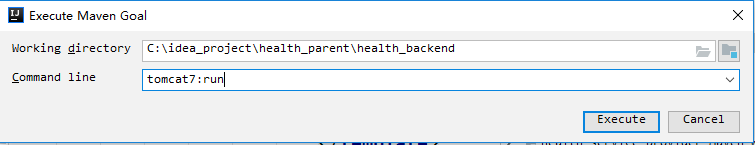 Execute Maven Goal
Working directory C:\idea_project\health_parent\health_backend
Command line tomcat7:run
Execute Cancel